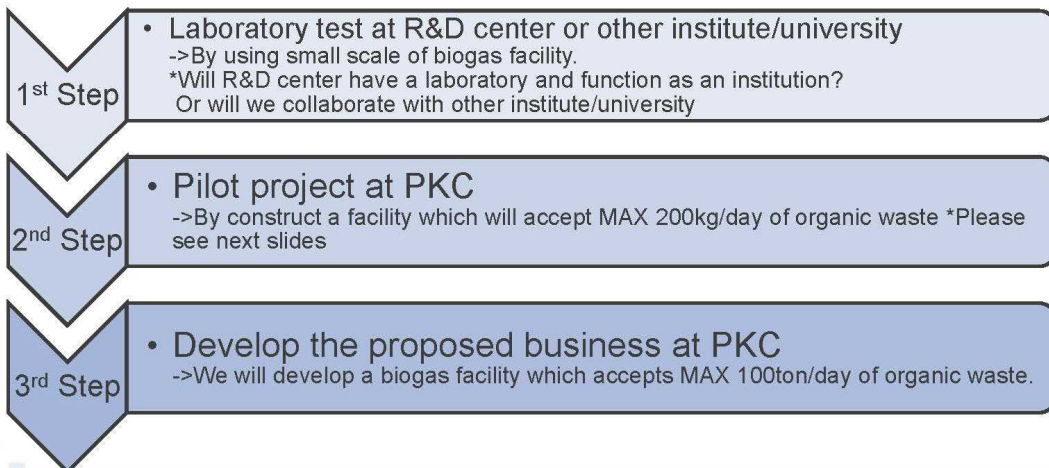 1st Step
• Laboratory test at R&D center or other institute/university
->By using small scale of biogas facility.
*Will R&D center have a laboratory and function as an institution?
Or will we collaborate with other institute/university
2nd Step
• Pilot project at PKC
->By construct a facility which will accept MAX 200kg/day of organic waste *Please
see next slides
3rd Step
• Develop the proposed business at PKC
->We will develop a biogas facility which accepts MAX 100ton/day of organic waste.